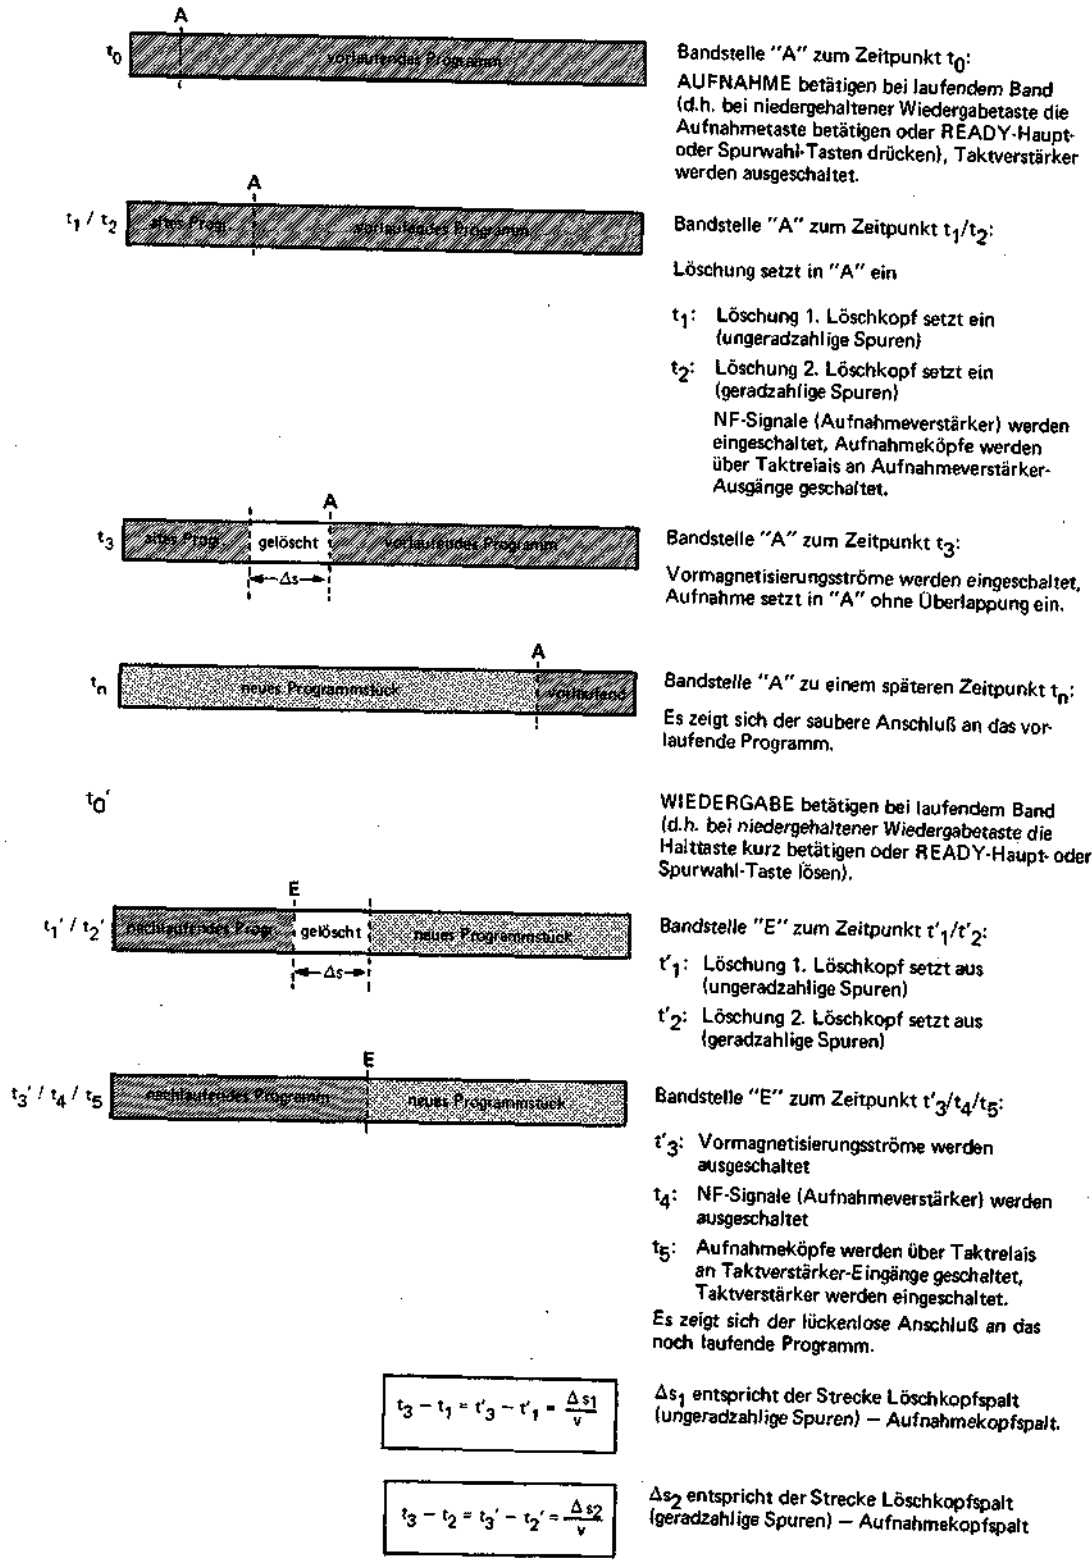 A
t0
vorlaufendes Programm
Bandstelle "A" zum Zeitpunkt t0:
AUFNAHME betätigen bei laufendem Band
(d.h. bei niedergehaltener Wiedergabetaste die
Aufnahmetaste betätigen oder READY-Haupt-
oder Spurwahl-Tasten drücken), Taktverstärker
werden ausgeschaltet.
A
t1 / t2
altes Progr.
vorlaufendes Programm
Bandstelle "A" zum Zeitpunkt t1/t2:
Löschung setzt in "A" ein
t1: Löschung 1. Löschkopf setzt ein
(ungeradzahlige Spuren)
t2: Löschung 2. Löschkopf setzt ein
(geradzahlige Spuren)
NF-Signale (Aufnahmeverstärker) werden
eingeschaltet, Aufnahmeköpfe werden
über Taktrelais an Aufnahmeverstärker-
Ausgänge geschaltet.
A
t3
altes Progr.
gelöscht
vorlaufendes Programm
Δs
Bandstelle "A" zum Zeitpunkt t3:
Vormagnetisierungsströme werden eingeschaltet,
Aufnahme setzt in "A" ohne Überlappung ein.
A
tn
neues Programmstück
vorlaufend
Bandstelle "A" zu einem späteren Zeitpunkt tn:
Es zeigt sich der saubere Anschluß an das vor-
laufende Programm.
t0'
WIEDERGABE betätigen bei laufendem Band
(d.h. bei niedergehaltener Wiedergabetaste die
Halttaste kurz betätigen oder READY-Haupt- oder
Spurwahl-Taste lösen).
E
t1' / t2'
nachlaufendes Progr.
gelöscht
neues Programmstück
Δs
Bandstelle "E" zum Zeitpunkt t'1/t'2:
t'1: Löschung 1. Löschkopf setzt aus
(ungeradzahlige Spuren)
t'2: Löschung 2. Löschkopf setzt aus
(geradzahlige Spuren)
E
t3' / t4 / t5
nachlaufendes Programm
neues Programmstück
Bandstelle "E" zum Zeitpunkt t'3/t4/t5:
t'3: Vormagnetisierungsströme werden
ausgeschaltet
t4: NF-Signale (Aufnahmeverstärker) werden
ausgeschaltet
t5: Aufnahmeköpfe werden über Taktrelais
an Taktverstärker-Eingänge geschaltet,
Taktverstärker werden eingeschaltet.
Es zeigt sich der lückenlose Anschluß an das
noch laufende Programm.
t3 – t1 = t'3 – t'1 = Δs1 / v
Δs1 entspricht der Strecke Löschkopfspalt
(ungeradzahlige Spuren) — Aufnahmekopfspalt.
t3 – t2 = t3' – t2' = Δs2 / v
Δs2 entspricht der Strecke Löschkopfspalt
(geradzahlige Spuren) — Aufnahmekopfspalt